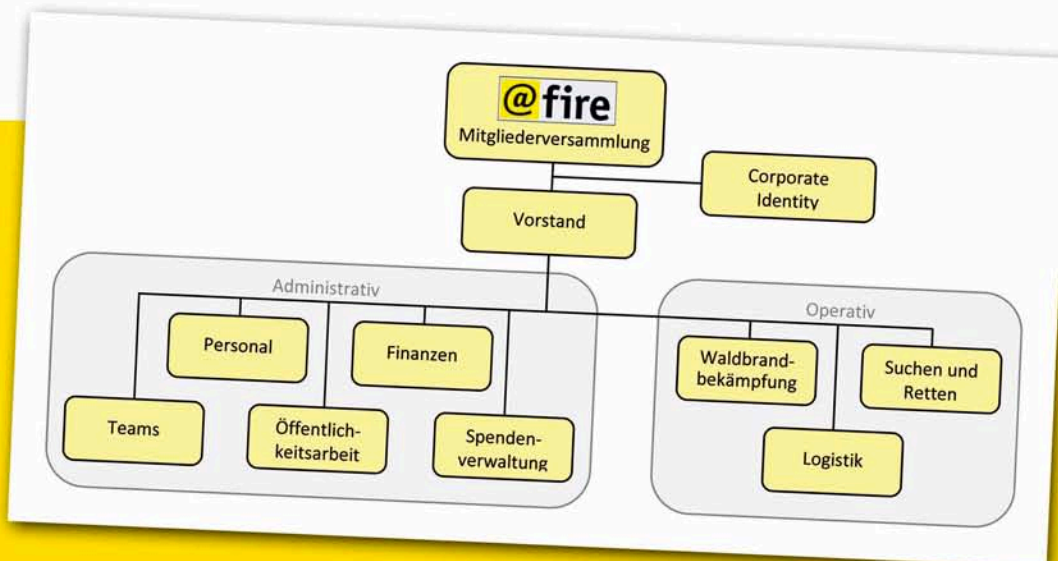 @fire
Mitgliederversammlung
Corporate
Identity
Vorstand
Administrativ
Operativ
Personal
Finanzen
Waldbrand-
bekämpfung
Suchen und
Retten
Teams
Öffentlich-
keitsarbeit
Spenden-
verwaltung
Logistik